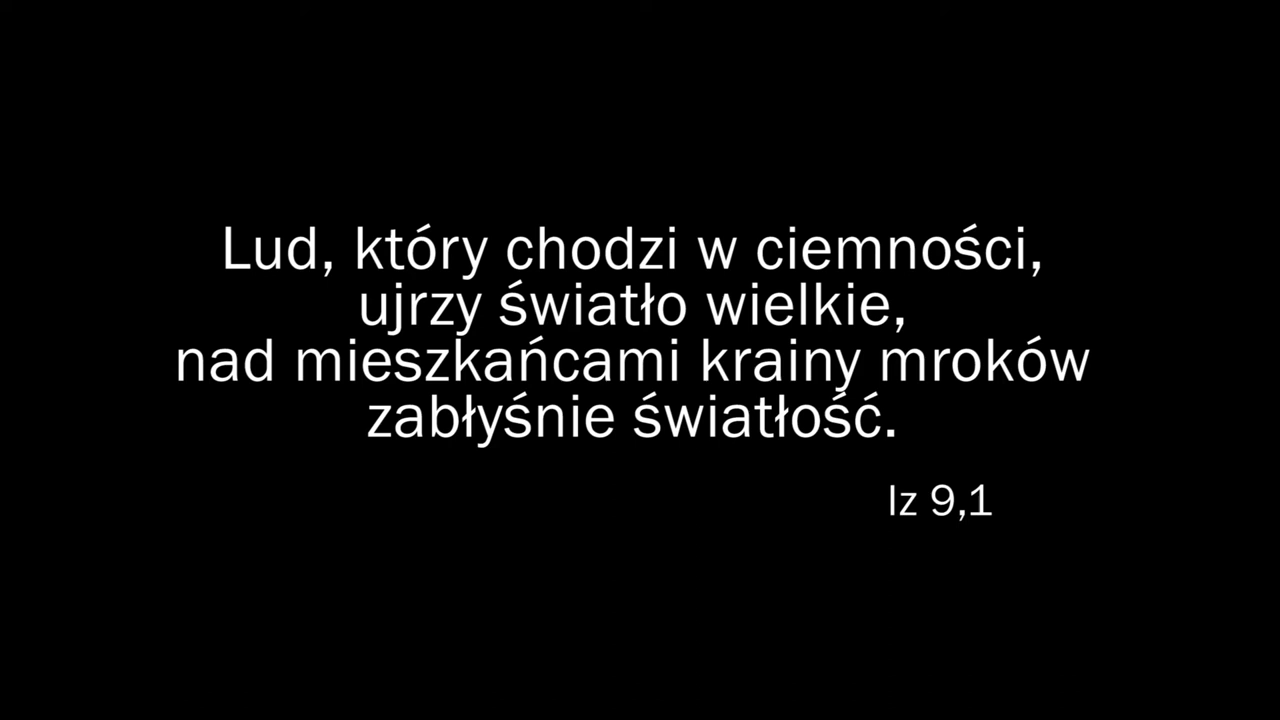 Lud, który chodzi w ciemności,
ujrzy światło wielkie,
nad mieszkańcami krainy mroków
zabłyśnie światłość.
Iz 9,1